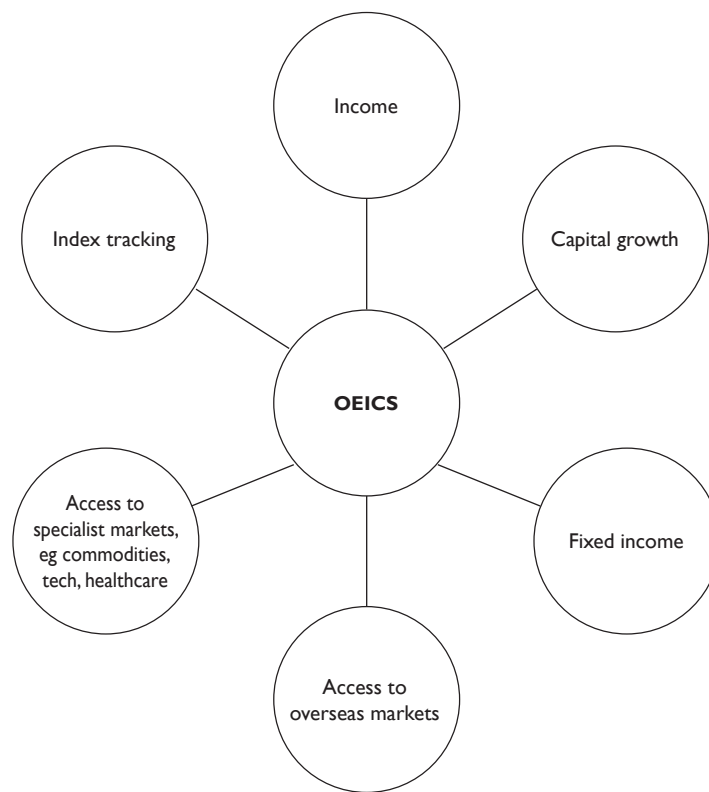 Income
Index tracking
Capital growth
OEICS
Access to
specialist markets,
eg commodities,
tech, healthcare
Fixed income
Access to
overseas markets